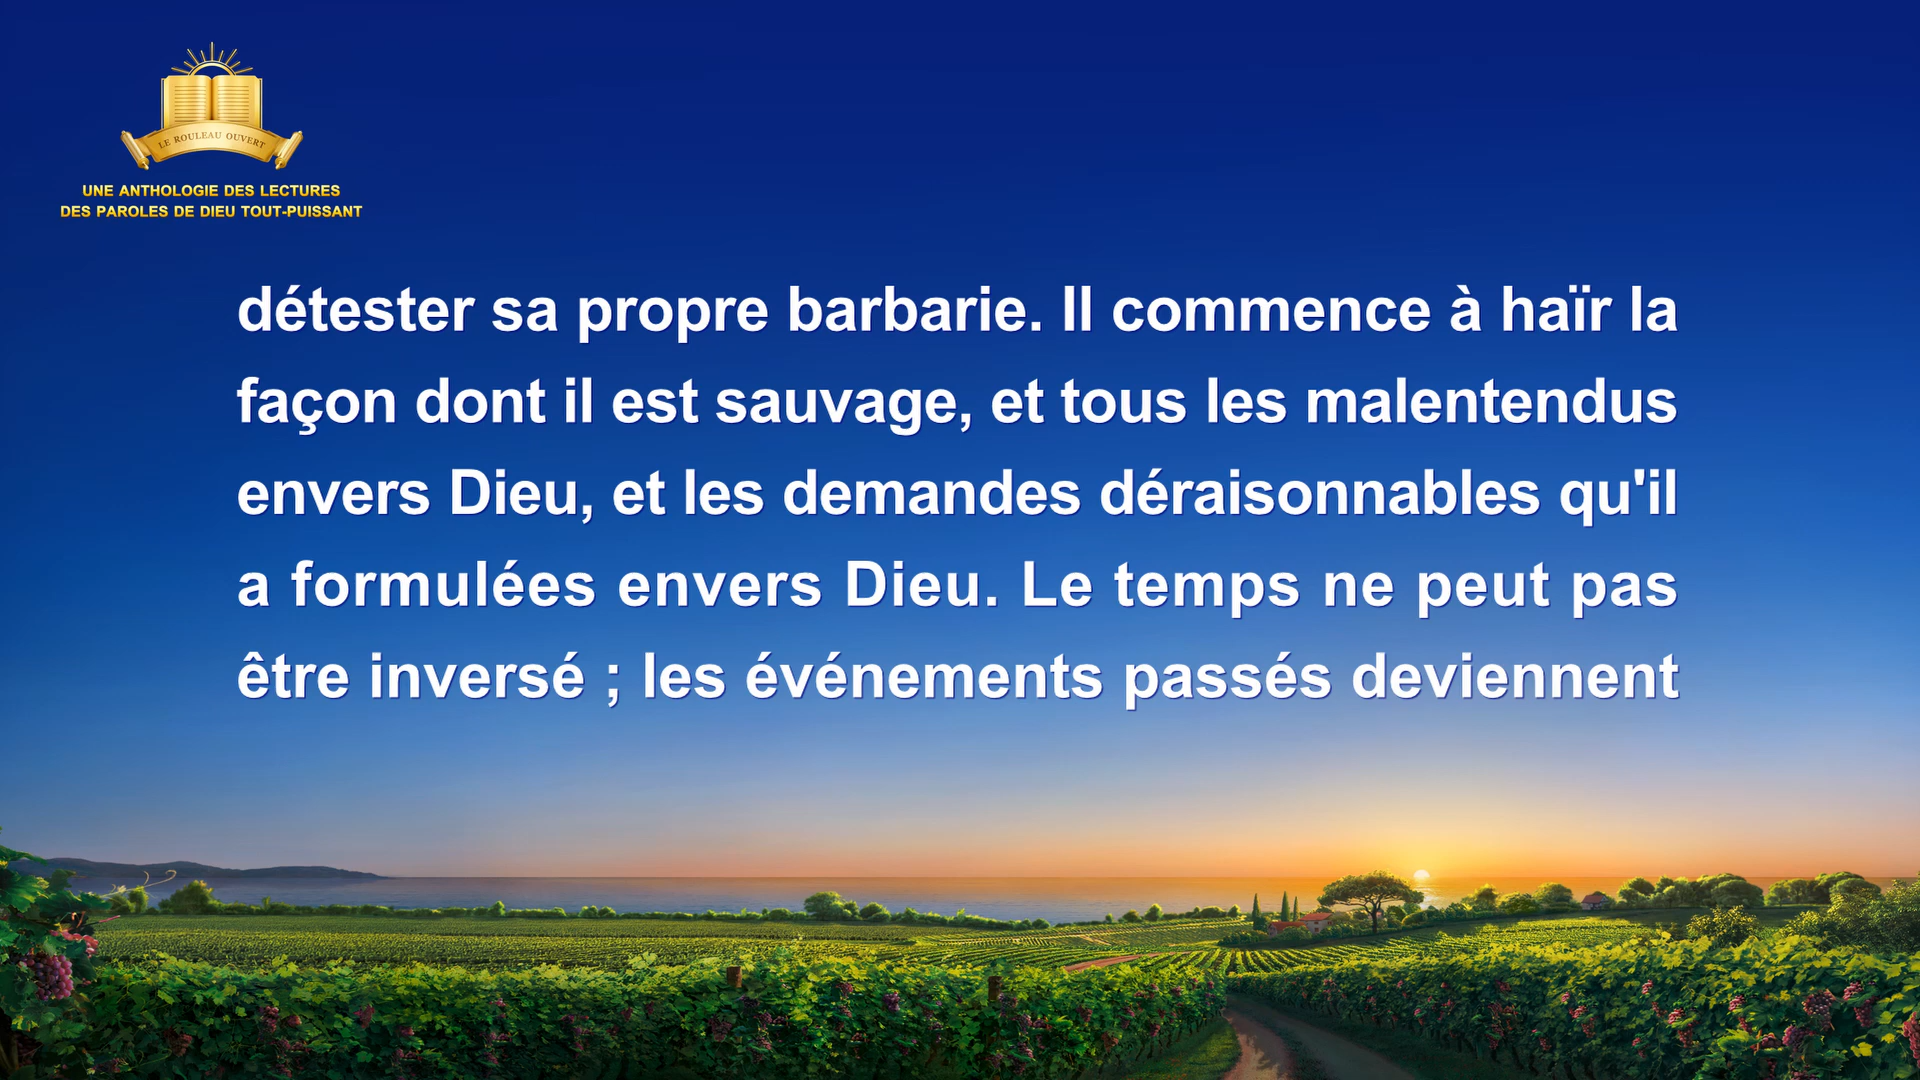 LE ROULEAU OUVERT
UNE ANTHOLOGIE DES LECTURES
DES PAROLES DE DIEU TOUT-PUISSANT
détester sa propre barbarie. Il commence à haïr la
façon dont il est sauvage, et tous les malentendus
envers Dieu, et les demandes déraisonnables qu'il
a formulées envers Dieu. Le temps ne peut pas
être inversé ; les événements passés deviennent